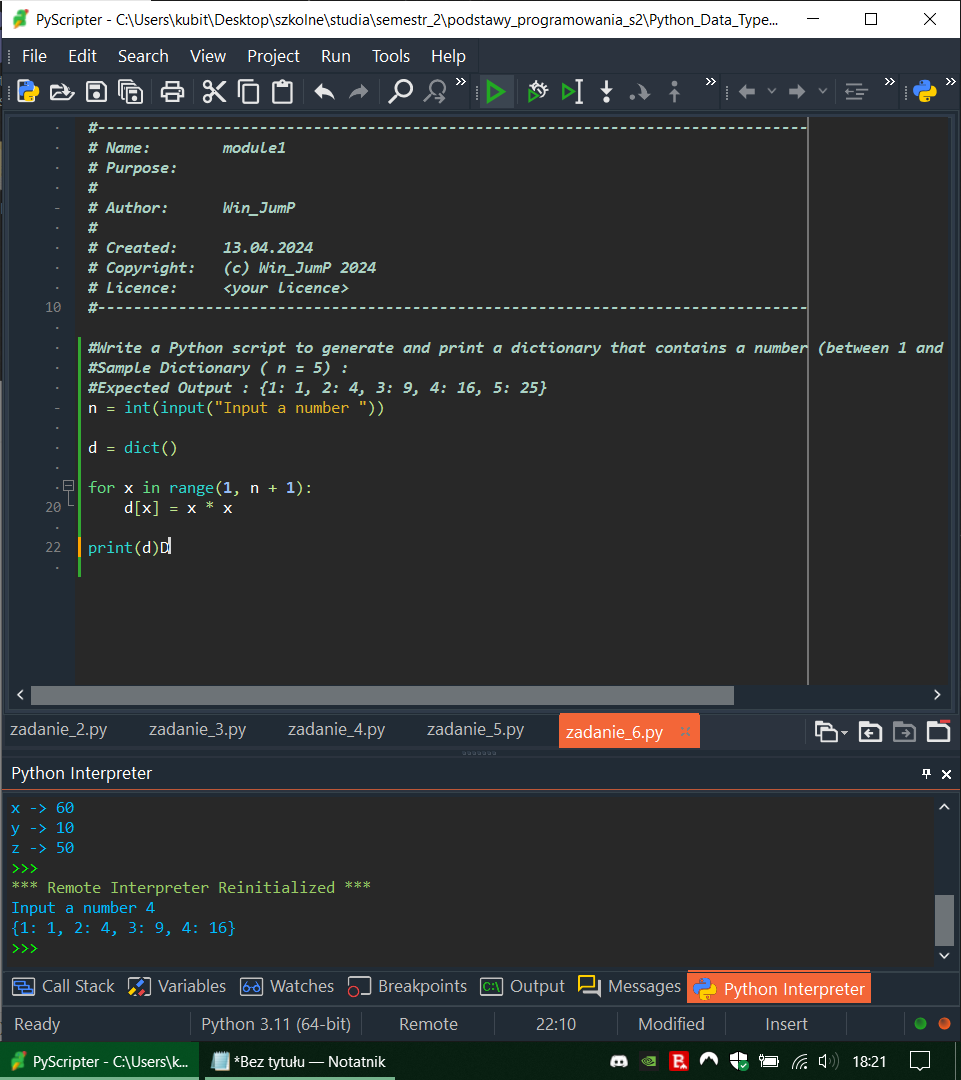 PyScripter - C:\Users\kubit\Desktop\szkolne\studia\semestr_2\podstawy_programowania_s2\Python_Data_Type...
File Edit Search View Project Run Tools Help
#------------------------------------------------------------------------------
# Name: module1
# Purpose:
#
# Author: Win_JumP
#
# Created: 13.04.2024
# Copyright: (c) Win_JumP 2024
# Licence: <your licence>
10 #------------------------------------------------------------------------------
#Write a Python script to generate and print a dictionary that contains a number (between 1 and
#Sample Dictionary ( n = 5) :
#Expected Output : {1: 1, 2: 4, 3: 9, 4: 16, 5: 25}
n = int(input("Input a number "))
d = dict()
for x in range(1, n + 1):
20 d[x] = x * x
22 print(d)D
zadanie_2.py zadanie_3.py zadanie_4.py zadanie_5.py zadanie_6.py
Python Interpreter
x -> 60
y -> 10
z -> 50
>>>
*** Remote Interpreter Reinitialized ***
Input a number 4
{1: 1, 2: 4, 3: 9, 4: 16}
>>>
Call Stack Variables Watches Breakpoints Output Messages Python Interpreter
Ready Python 3.11 (64-bit) Remote 22:10 Modified Insert
PyScripter - C:\Users\k... *Bez tytułu — Notatnik 18:21